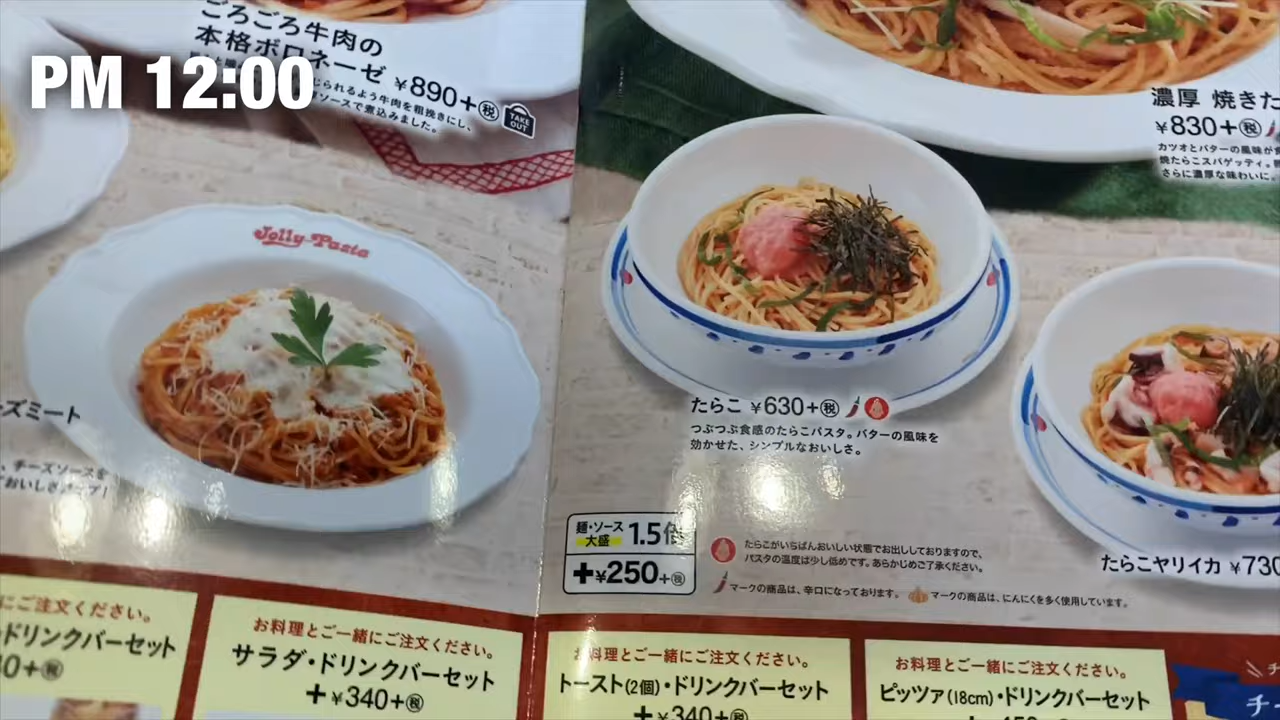 PM 12:00
ごろごろ牛肉の
本格ボロネーゼ ¥890+税
TAKE OUT
られるよう牛肉を粗挽きにし、
ソースで煮込みました。
Jolly-Pasta
ズミート
、チーズソースを
濃厚 焼きた
¥830+税
カツオとバターの風味が
焼たらこスパゲッティ。
さらに濃厚な味わいに。
たらこ ¥630+税
つぶつぶ食感のたらこパスタ。バターの風味を
効かせた、シンプルなおいしさ。
たらこヤリイカ ¥730
麺・ソース
大盛 1.5倍
+¥250+税
たらこがいちばんおいしい状態でお出ししておりますので、
パスタの温度は少し低めです。あらかじめご了承ください。
マークの商品は、辛口になっております。 マークの商品は、にんにくを多く使用しています。
にご注文ください。
ドリンクバーセット
0+税
お料理とご一緒にご注文ください。
サラダ・ドリンクバーセット
+¥340+税
お料理とご一緒にご注文ください。
トースト(2個)・ドリンクバーセット
+¥340+税
お料理とご一緒にご注文ください。
ピッツァ(18cm)・ドリンクバーセット